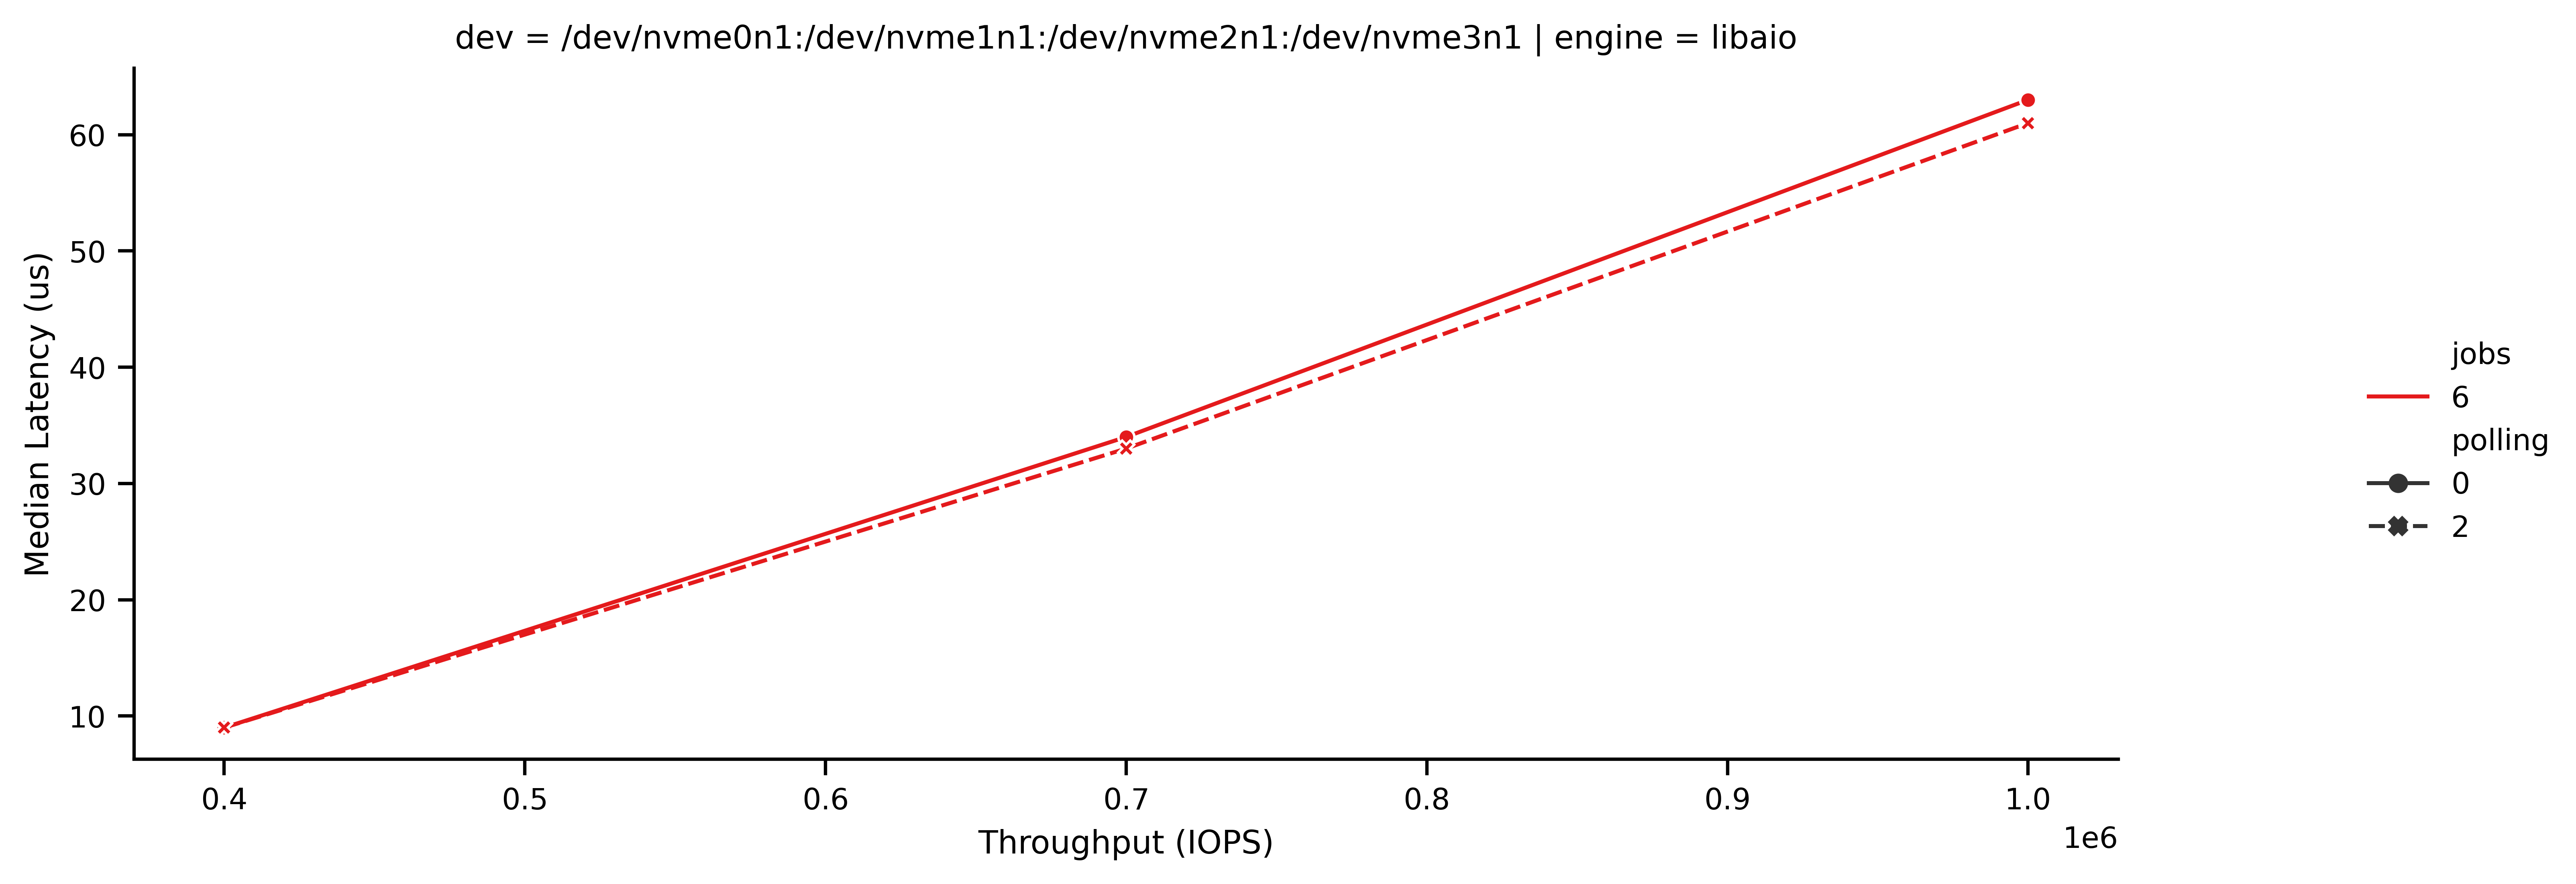 dev = /dev/nvme0n1:/dev/nvme1n1:/dev/nvme2n1:/dev/nvme3n1 | engine = libaio
Median Latency (us)
60
50
40
30
20
10
0.4 0.5 0.6 0.7 0.8 0.9 1.0
1e6
Throughput (IOPS)
jobs
6
polling
0
2